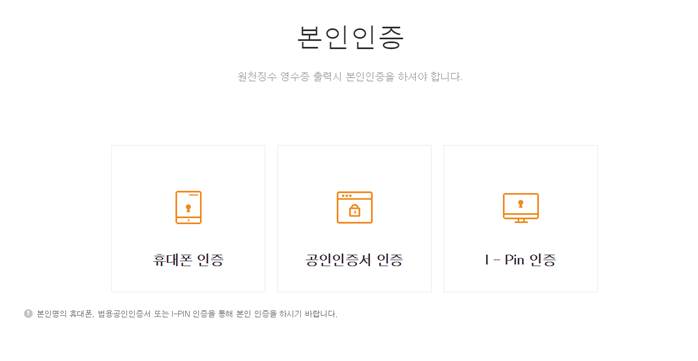 본인인증
원천징수 영수증 출력시 본인인증을 하셔야 합니다.
휴대폰 인증
공인인증서 인증
I - Pin 인증
본인명의 휴대폰, 범용공인인증서 또는 I-PIN 인증을 통해 본인 인증을 하시기 바랍니다.